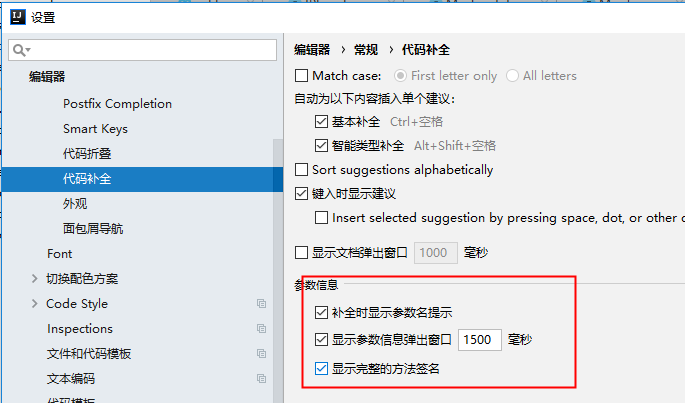 设置
编辑器
Postfix Completion
Smart Keys
代码折叠
代码补全
外观
面包屑导航
Font
切换配色方案
Code Style
Inspections
文件和代码模板
文本编码
代码模板
编辑器 › 常规 › 代码补全
Match case: First letter only All letters
自动为以下内容插入单个建议：
基本补全 Ctrl+空格
智能类型补全 Alt+Shift+空格
Sort suggestions alphabetically
键入时显示建议
Insert selected suggestion by pressing space, dot, or other c
显示文档弹出窗口 1000 毫秒
参数信息
补全时显示参数名提示
显示参数信息弹出窗口 1500 毫秒
显示完整的方法签名